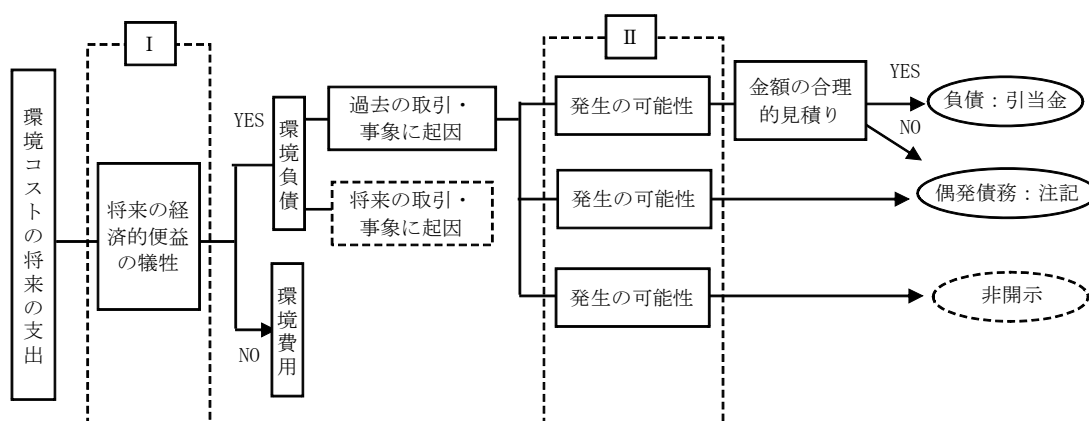 Ⅰ
Ⅱ
環境コストの将来の支出
将来の経
済的便益
の犠牲
YES
NO
環境負債
環境費用
過去の取引・
事象に起因
将来の取引・
事象に起因
発生の可能性
発生の可能性
発生の可能性
金額の合理
的見積り
YES
NO
負債：引当金
偶発債務：注記
非開示